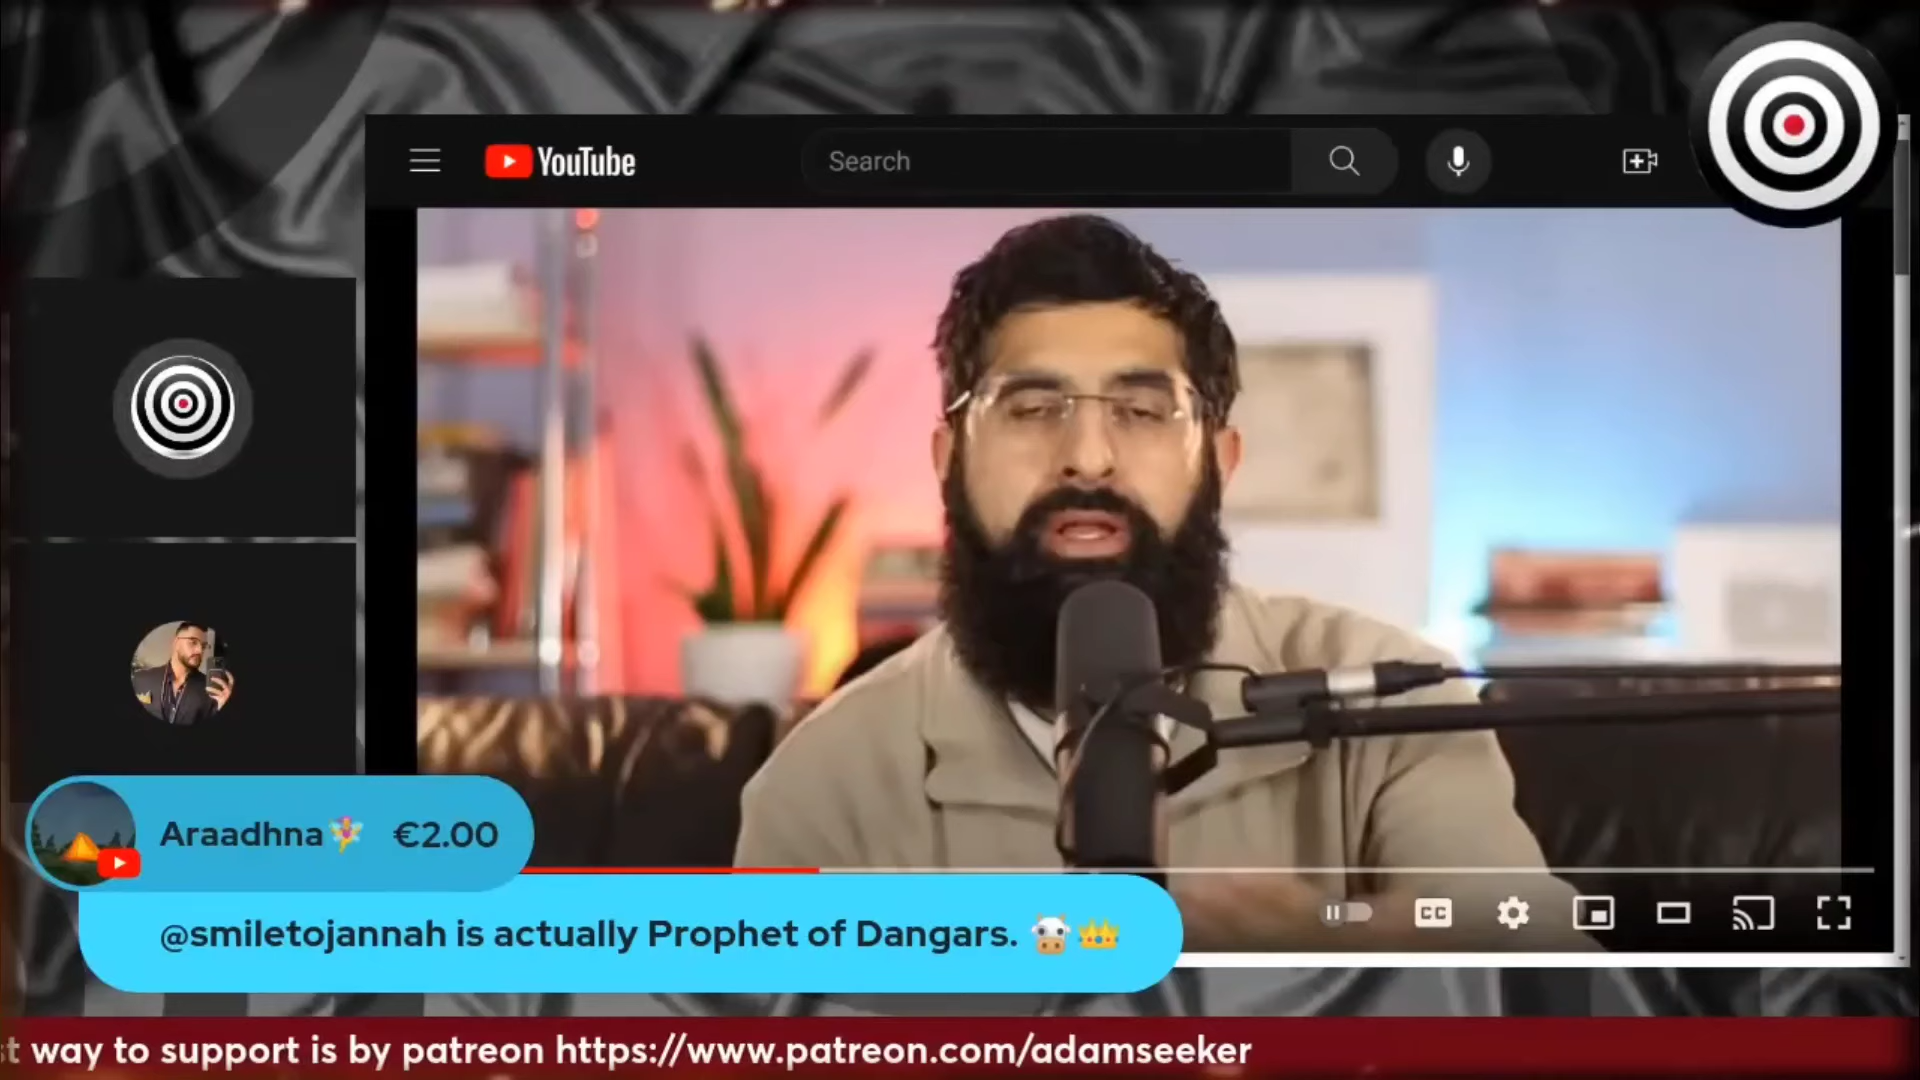 YouTube
Search
Araadhna🧚 €2.00
@smiletojannah is actually Prophet of Dangars. 🐮👑
CC
way to support is by patreon https://www.patreon.com/adamseeker